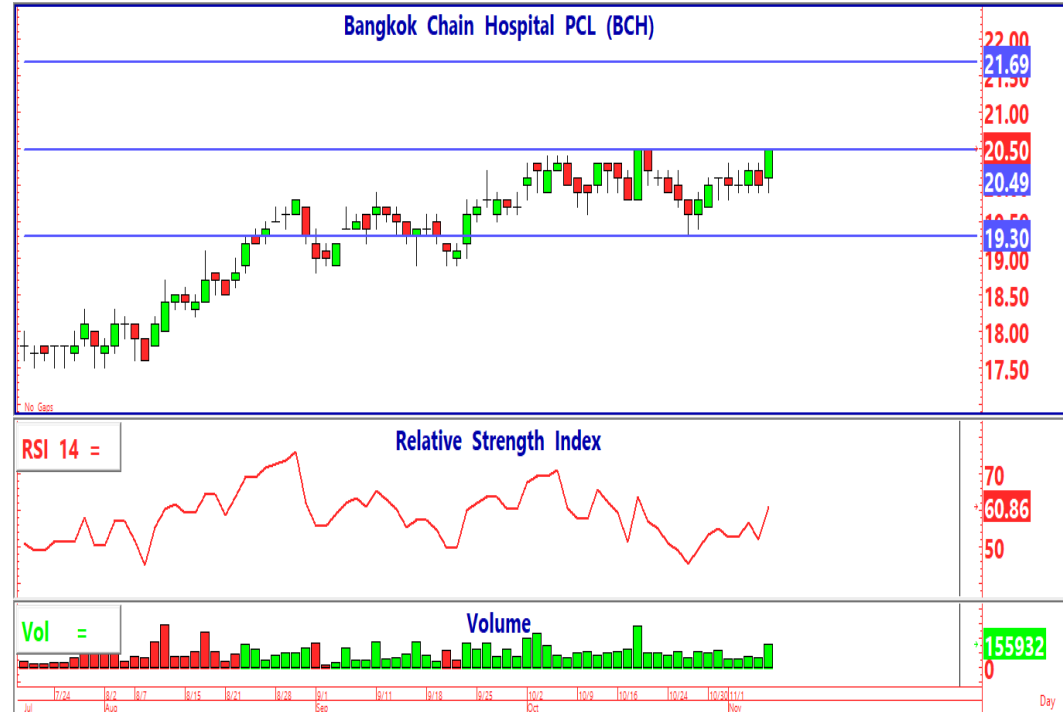 Bangkok Chain Hospital PCL (BCH)
22.00
21.69
21.50
21.00
20.50
20.49
19.30
19.00
18.50
18.00
17.50
No Gaps
RSI 14 =
Relative Strength Index
70
60.86
50
Vol =
Volume
155932
0
7/24 8/2 8/7 8/15 8/21 8/28 9/1 9/11 9/18 9/25 10/2 10/9 10/16 10/24 10/30 11/1
Jul Aug Sep Oct Nov Day